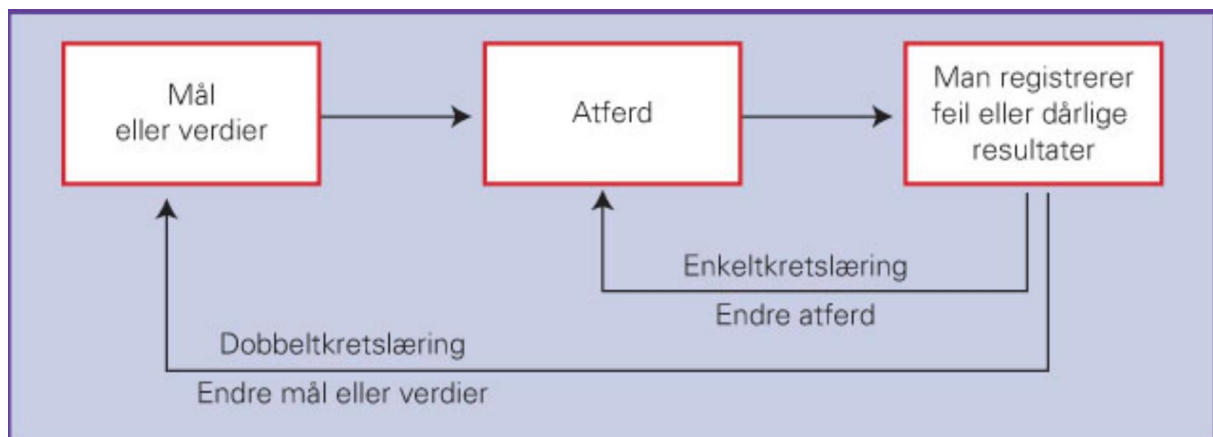 Mål
eller verdier
Atferd
Man registrerer
feil eller dårlige
resultater
Enkeltkretslæring
Endre atferd
Dobbeltkretslæring
Endre mål eller verdier